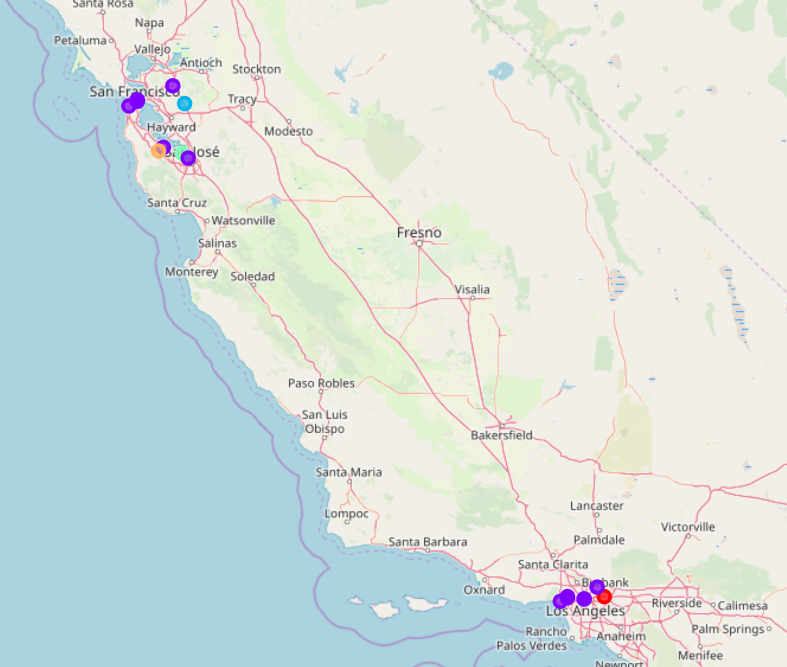 Santa Rosa
Napa
Petaluma
Vallejo
Antioch
Stockton
San Francisco
Tracy
Hayward
Modesto
José
Santa Cruz
Watsonville
Salinas
Fresno
Monterey
Soledad
Visalia
Paso Robles
San Luis
Obispo
Bakersfield
Santa Maria
Lancaster
Lompoc
Victorville
Santa Barbara
Palmdale
Santa Clarita
Oxnard
Los Angeles
Riverside
Calimesa
Rancho
Palos Verdes
Anaheim
Palm Springs
Menifee
Newport